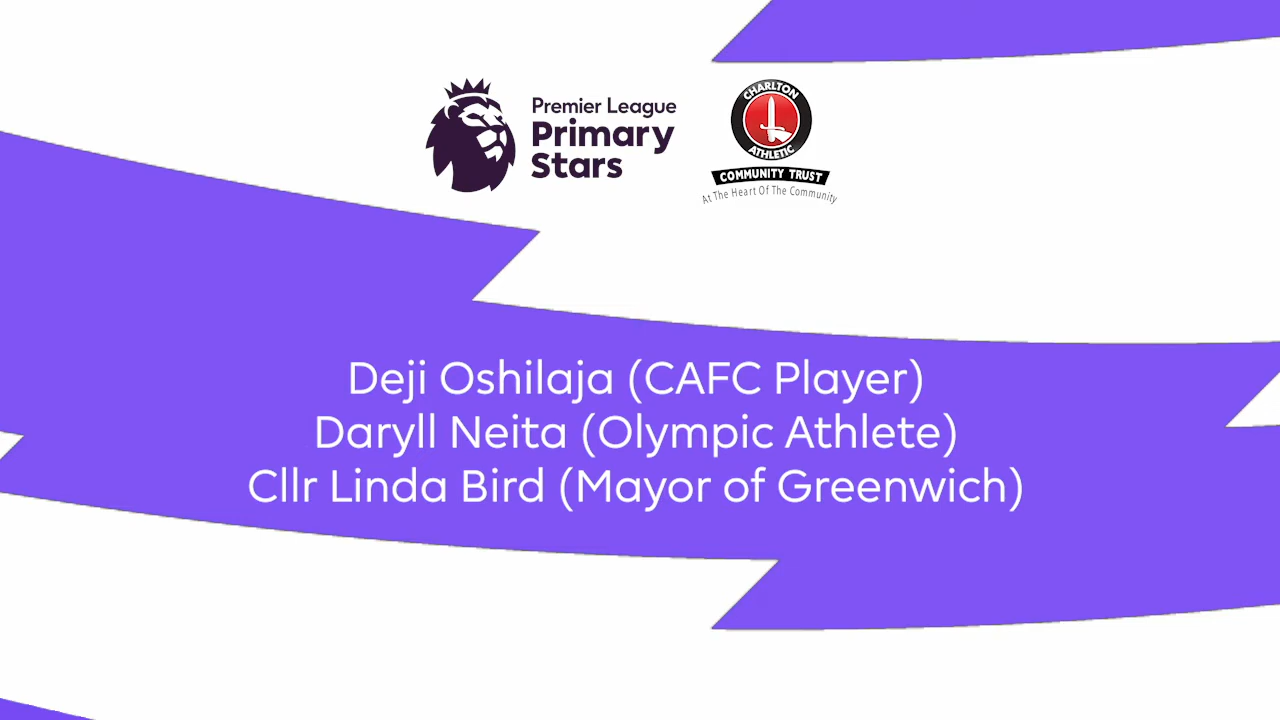 Premier League
Primary
Stars
CHARLTON
ATHLETIC
COMMUNITY TRUST
At The Heart Of The Community
Deji Oshilaja (CAFC Player)
Daryll Neita (Olympic Athlete)
Cllr Linda Bird (Mayor of Greenwich)